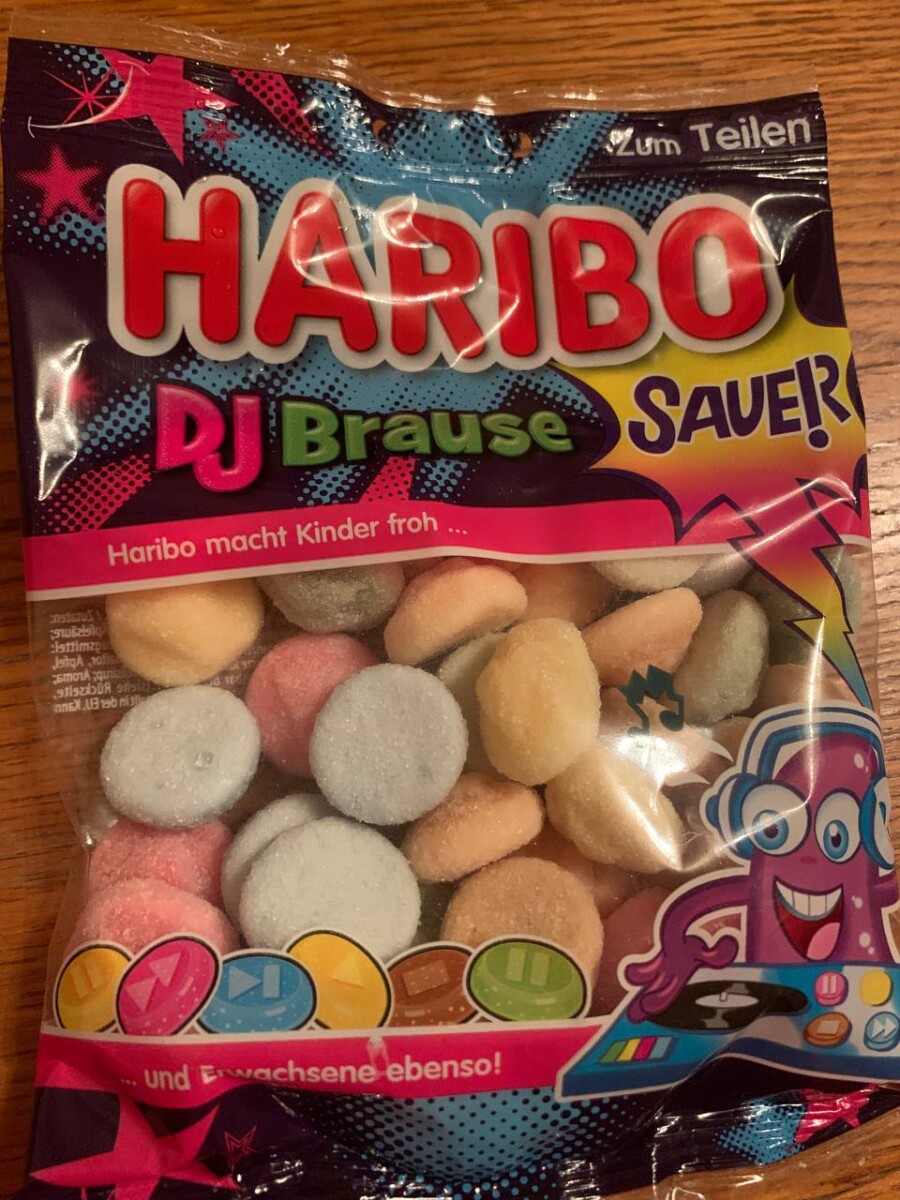 Zum Teilen
HARIBO
DJ Brause
SAUER
Haribo macht Kinder froh ...
... und Erwachsene ebenso!